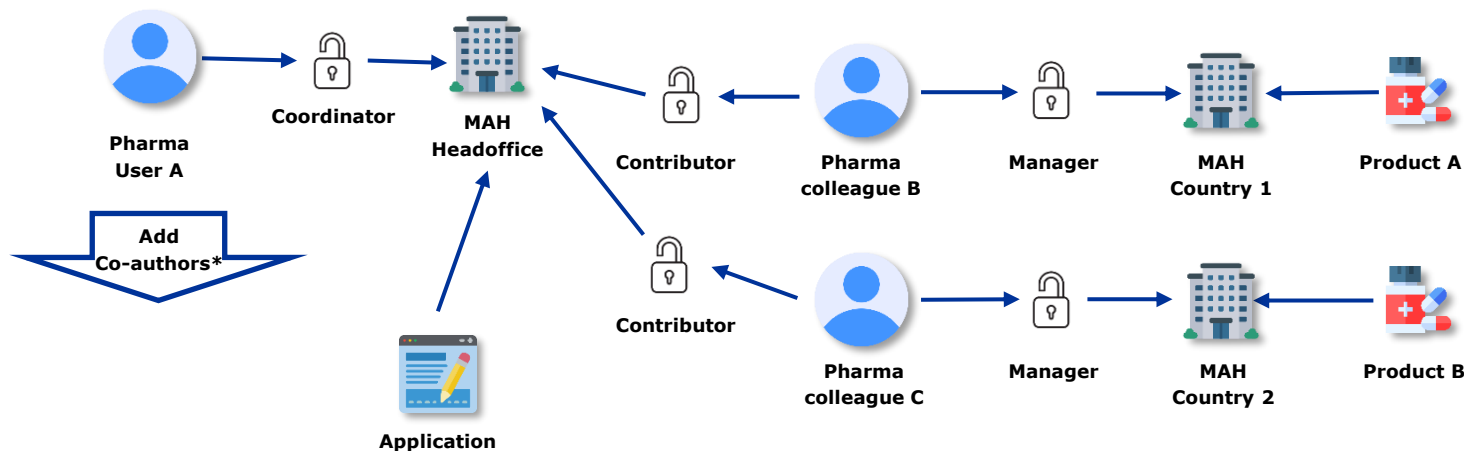 Pharma
User A
Coordinator
MAH
Headoffice
Contributor
Pharma
colleague B
Manager
MAH
Country 1
Product A
Add
Co-authors*
Contributor
Pharma
colleague C
Manager
MAH
Country 2
Product B
Application